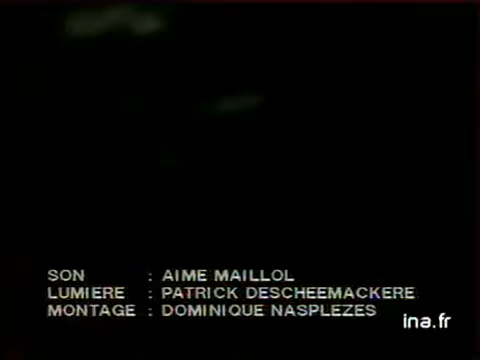 SON : AIME MAILLOL
LUMIERE : PATRICK DESCHEEMACKERE
MONTAGE : DOMINIQUE NASPLEZES
ina.fr